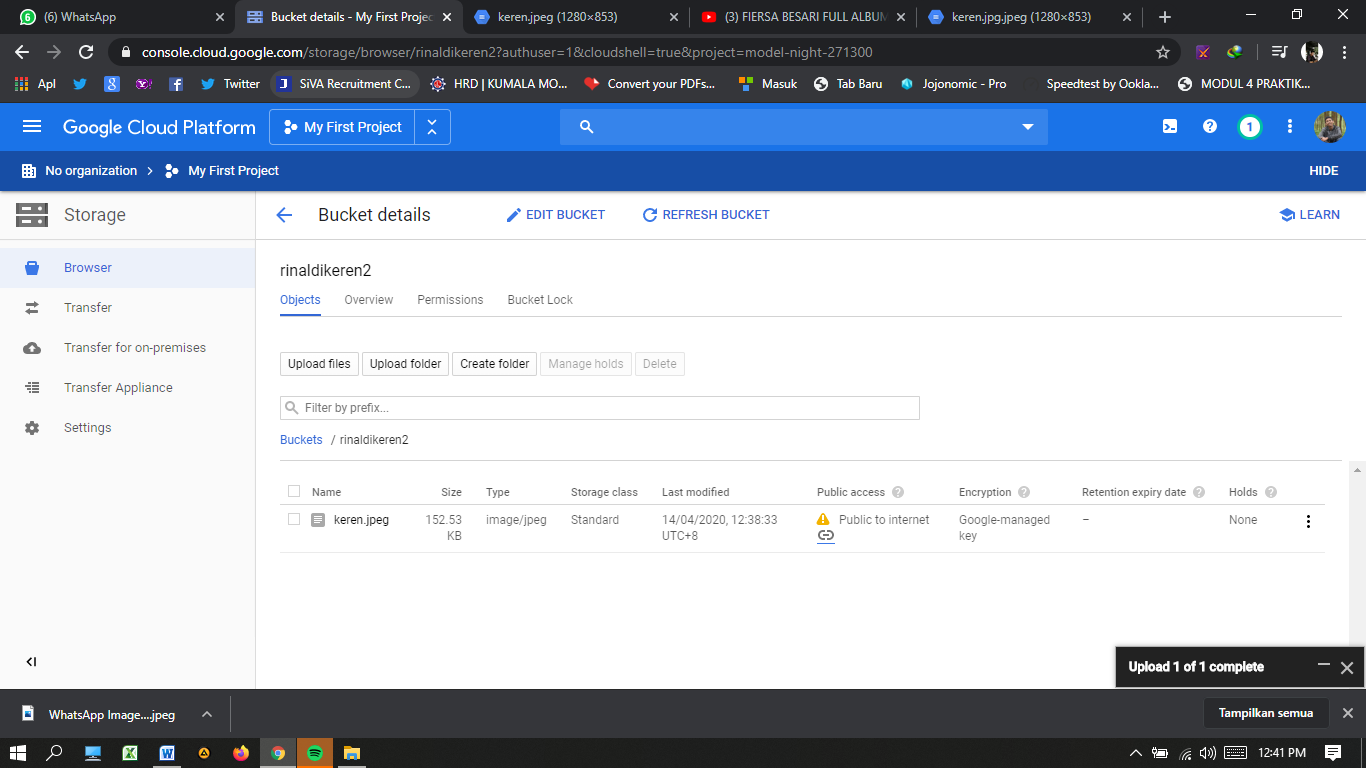 (6) WhatsApp
Bucket details - My First Projec
keren.jpeg (1280×853)
(3) FIERSA BESARI FULL ALBUM
keren.jpg.jpeg (1280×853)
console.cloud.google.com/storage/browser/rinaldikeren2?authuser=1&cloudshell=true&project=model-night-271300
Apl
Twitter
SiVA Recruitment C...
HRD | KUMALA MO...
Convert your PDFs...
Masuk
Tab Baru
Jojonomic - Pro
Speedtest by Ookla...
MODUL 4 PRAKTIK...
Google Cloud Platform
My First Project
1
No organization
My First Project
HIDE
Storage
Bucket details
EDIT BUCKET
REFRESH BUCKET
LEARN
Browser
Transfer
Transfer for on-premises
Transfer Appliance
Settings
rinaldikeren2
Objects Overview Permissions Bucket Lock
Upload files Upload folder Create folder Manage holds Delete
Filter by prefix...
Buckets / rinaldikeren2
Name Size Type Storage class Last modified Public access Encryption Retention expiry date Holds
keren.jpeg 152.53 image/jpeg Standard 14/04/2020, 12:38:33 Public to internet Google-managed – None
KB UTC+8 key
Upload 1 of 1 complete
WhatsApp Image....jpeg
Tampilkan semua
12:41 PM